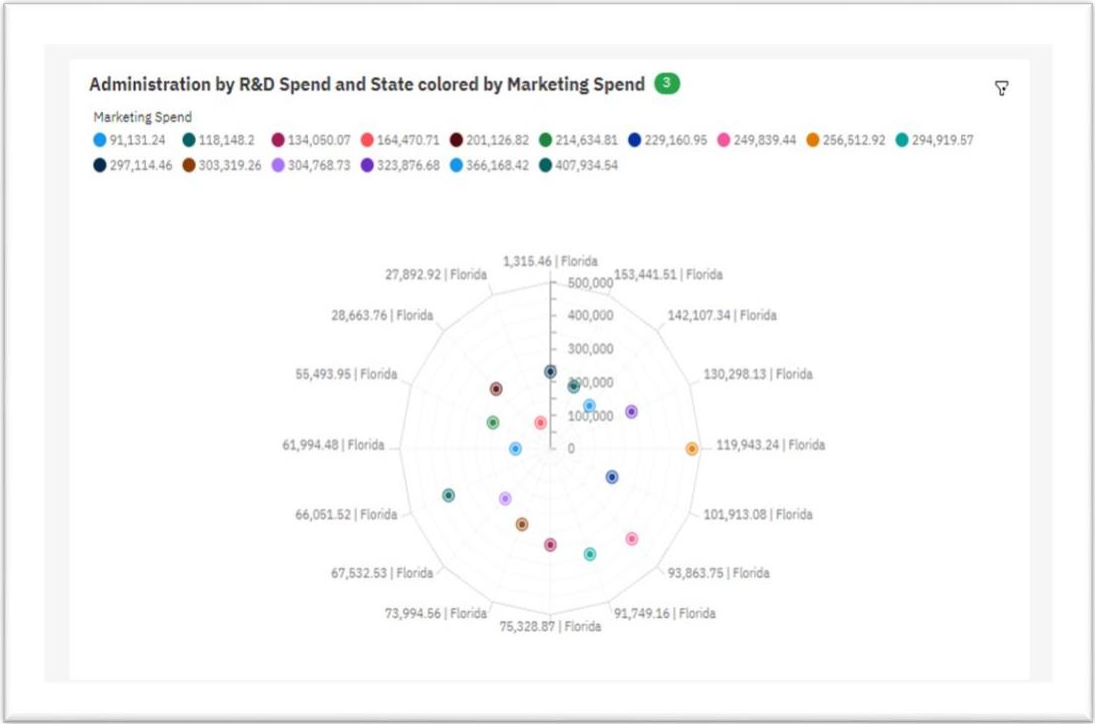 Administration by R&D Spend and State colored by Marketing Spend 3
Marketing Spend
91,131.24 118,148.2 134,050.07 164,470.71 201,126.82 214,634.81 229,160.95 249,839.44 256,512.92 294,919.57
297,114.46 303,319.26 304,768.73 323,876.68 366,168.42 407,934.54
1,315.46 | Florida
27,892.92 | Florida 500,000 153,441.51 | Florida
28,663.76 | Florida 400,000 142,107.34 | Florida
300,000
55,493.95 | Florida 200,000 130,298.13 | Florida
100,000
61,994.48 | Florida 0 119,943.24 | Florida
66,051.52 | Florida 101,913.08 | Florida
67,532.53 | Florida 93,863.75 | Florida
73,994.56 | Florida 91,749.16 | Florida
75,328.87 | Florida